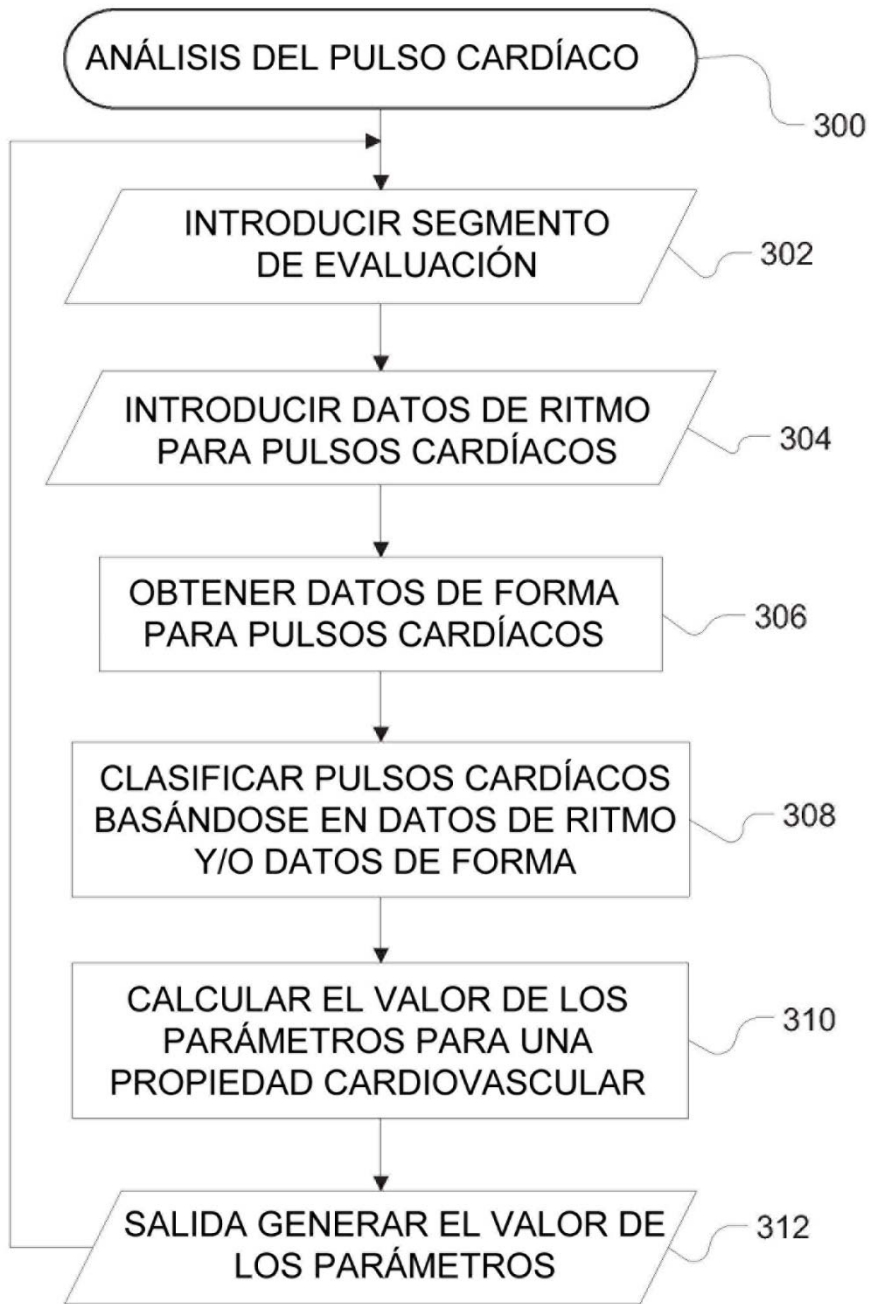 ANÁLISIS DEL PULSO CARDÍACO
300
INTRODUCIR SEGMENTO
DE EVALUACIÓN
302
INTRODUCIR DATOS DE RITMO
PARA PULSOS CARDÍACOS
304
OBTENER DATOS DE FORMA
PARA PULSOS CARDÍACOS
306
CLASIFICAR PULSOS CARDÍACOS
BASÁNDOSE EN DATOS DE RITMO
Y/O DATOS DE FORMA
308
CALCULAR EL VALOR DE LOS
PARÁMETROS PARA UNA
PROPIEDAD CARDIOVASCULAR
310
SALIDA GENERAR EL VALOR DE
LOS PARÁMETROS
312